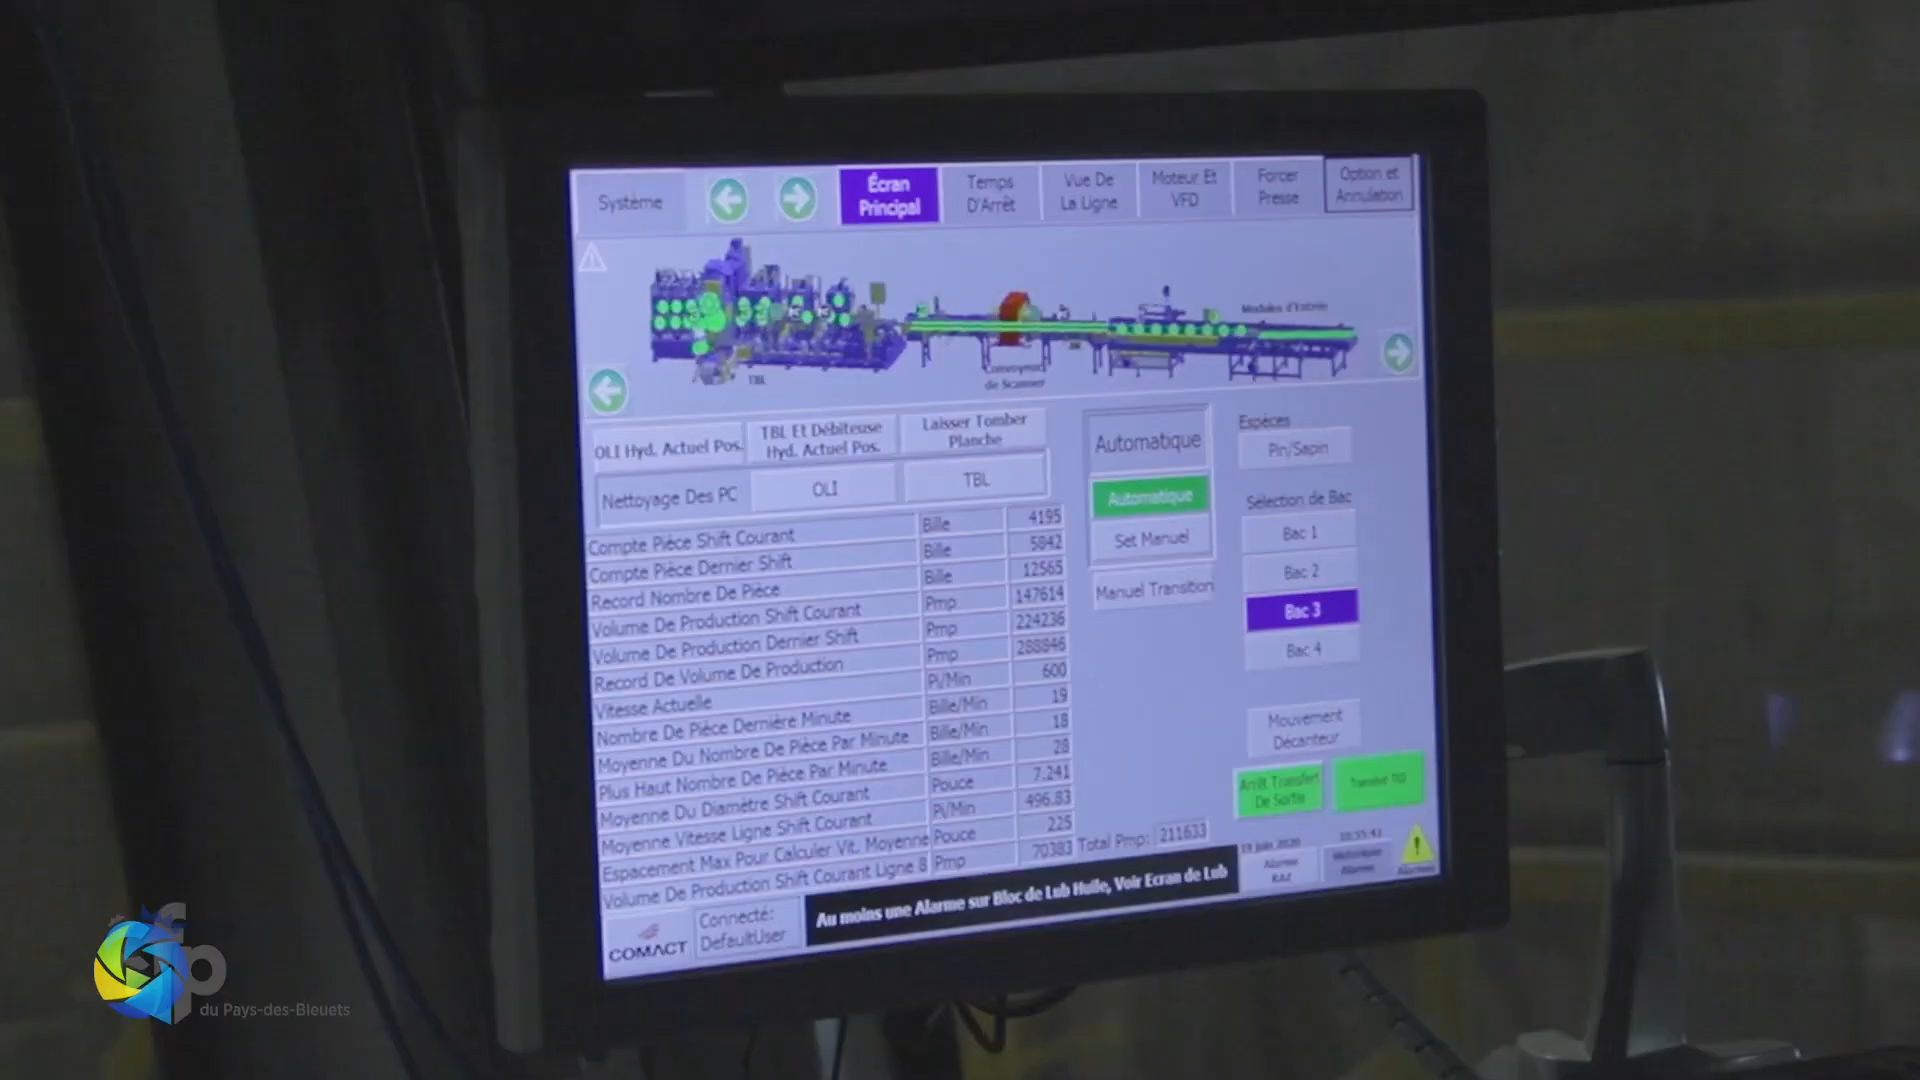 Système
Écran
Principal
Temps
D'Arrêt
Vue De
La Ligne
Moteur Et
VFD
Forcer
Presse
Option et
Annulation
Modules d'Entrée
TBL
Convoyeur
de Scanner
OLI Hyd. Actuel Pos.
TBL Et Débiteuse
Hyd. Actuel Pos.
Laisser Tomber
Planche
Nettoyage Des PC
OLI
TBL
Automatique
Automatique
Set Manuel
Manuel Transition
Espèces
Pin/Sapin
Sélection de Bac
Bac 1
Bac 2
Bac 3
Bac 4
Mouvement
Décanteur
Arrêt Transfert
De Sortie
Compte Pièce Shift Courant Bille 4195
Compte Pièce Dernier Shift Bille 5842
Record Nombre De Pièce Bille 12565
Volume De Production Shift Courant Pmp 147614
Volume De Production Dernier Shift Pmp 224236
Record De Volume De Production Pmp 288846
Vitesse Actuelle Pi/Min 600
Nombre De Pièce Dernière Minute Bille/Min 19
Moyenne Du Nombre De Pièce Par Minute Bille/Min 18
Plus Haut Nombre De Pièce Par Minute Bille/Min 28
Moyenne Du Diamètre Shift Courant Pouce 7.241
Moyenne Vitesse Ligne Shift Courant Pi/Min 496.83
Espacement Max Pour Calculer Vit. Moyenne Pouce 225
Volume De Production Shift Courant Ligne 8 Pmp 70383
Total Pmp: 211633
Alarme
RAZ
Historique
Alarme
COMACT
Connecté:
DefaultUser
Au moins une Alarme sur Bloc de Lub Huile, Voir Ecran de Lub
du Pays-des-Bleuets